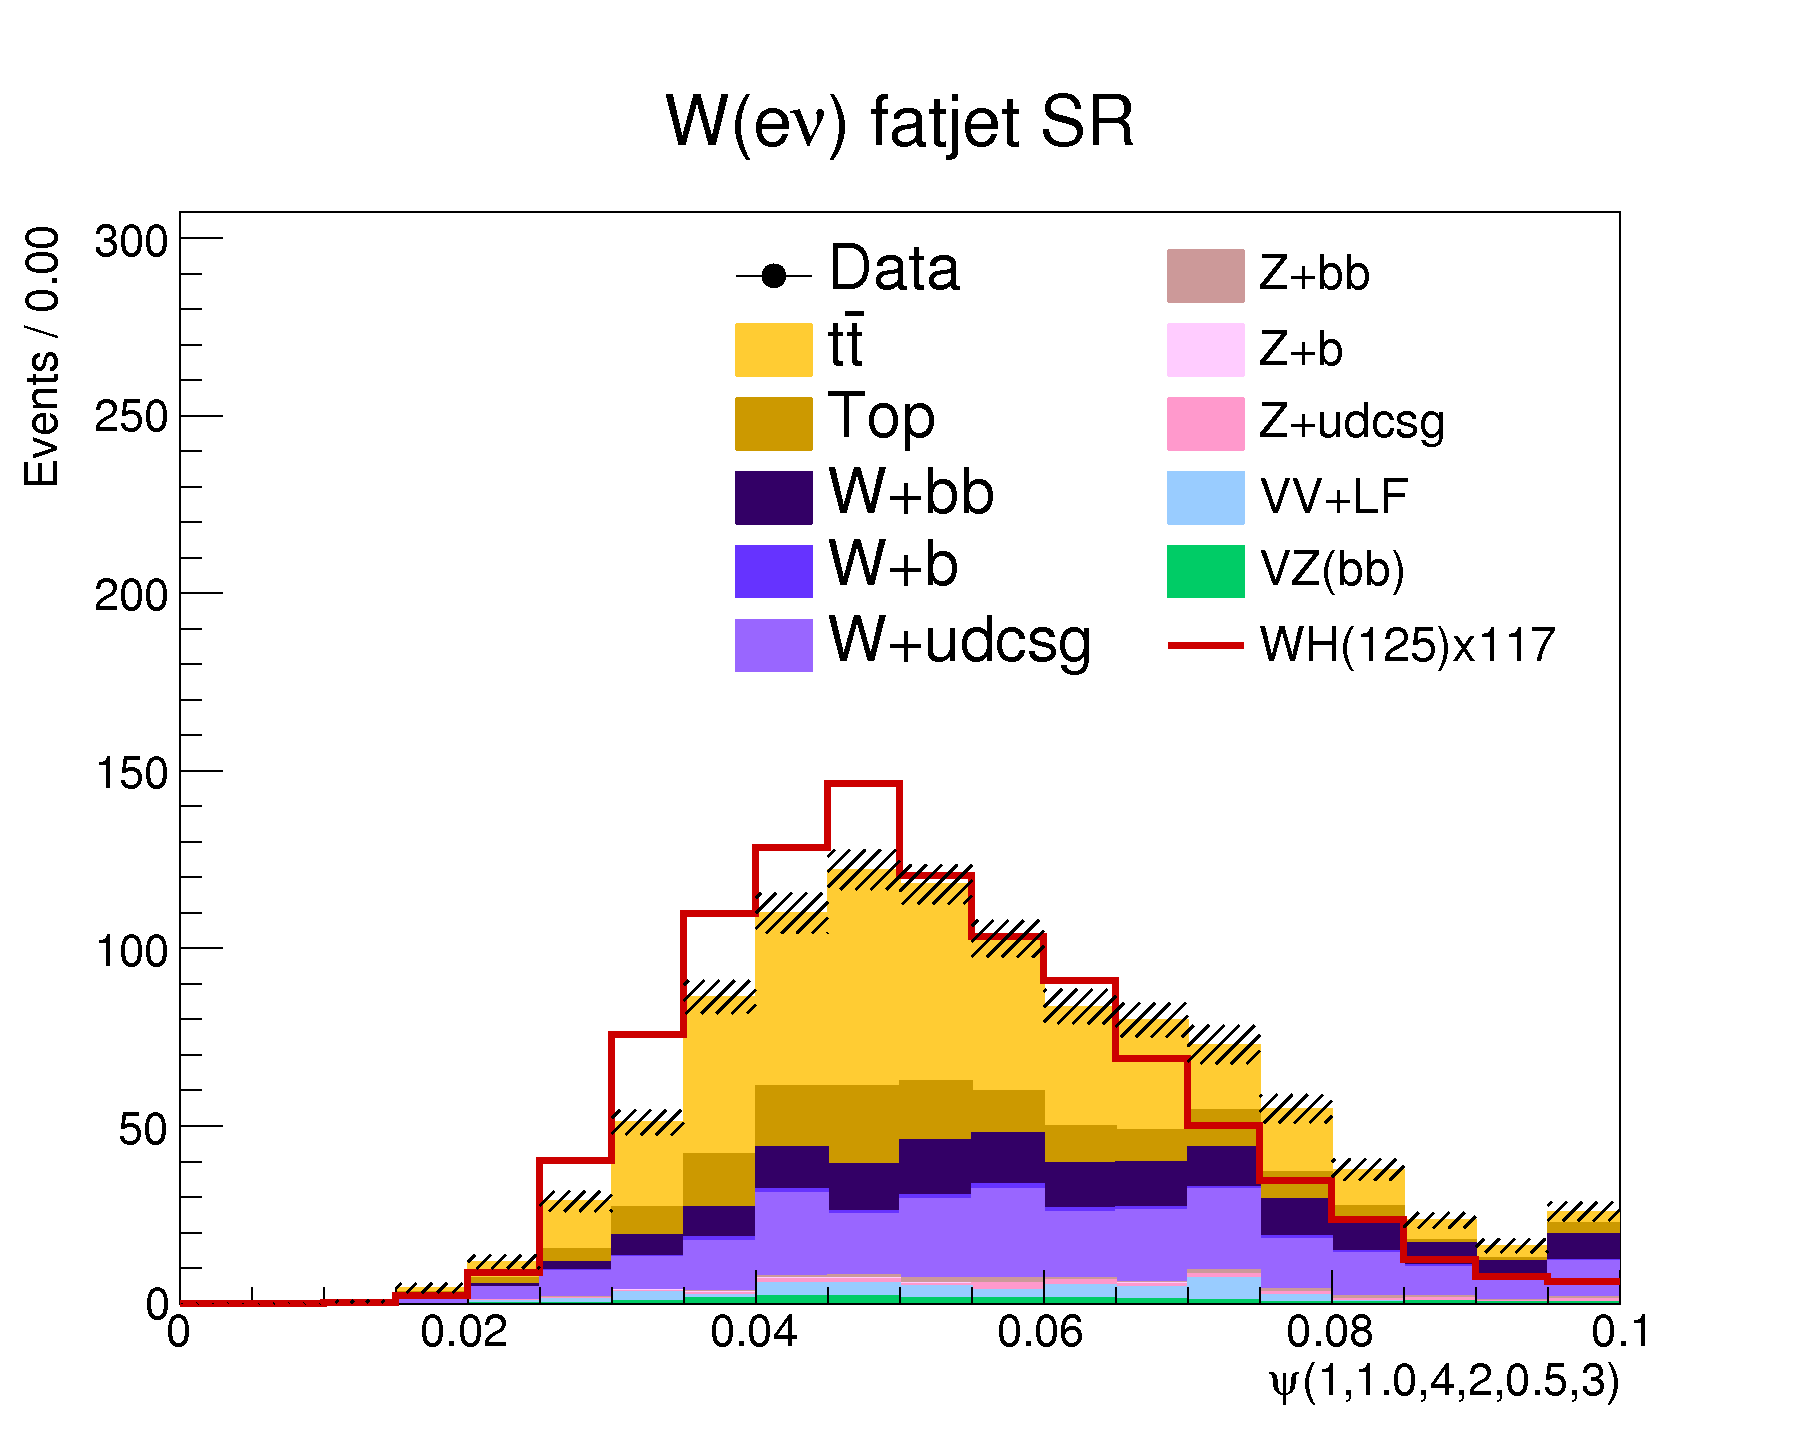 W(eν) fatjet SR
Events / 0.00
300
250
200
150
100
50
0
Data
tt̄
Top
W+bb
W+b
W+udcsg
Z+bb
Z+b
Z+udcsg
VV+LF
VZ(bb)
WH(125)x117
0 0.02 0.04 0.06 0.08 0.1
ψ(1,1.0,4,2,0.5,3)